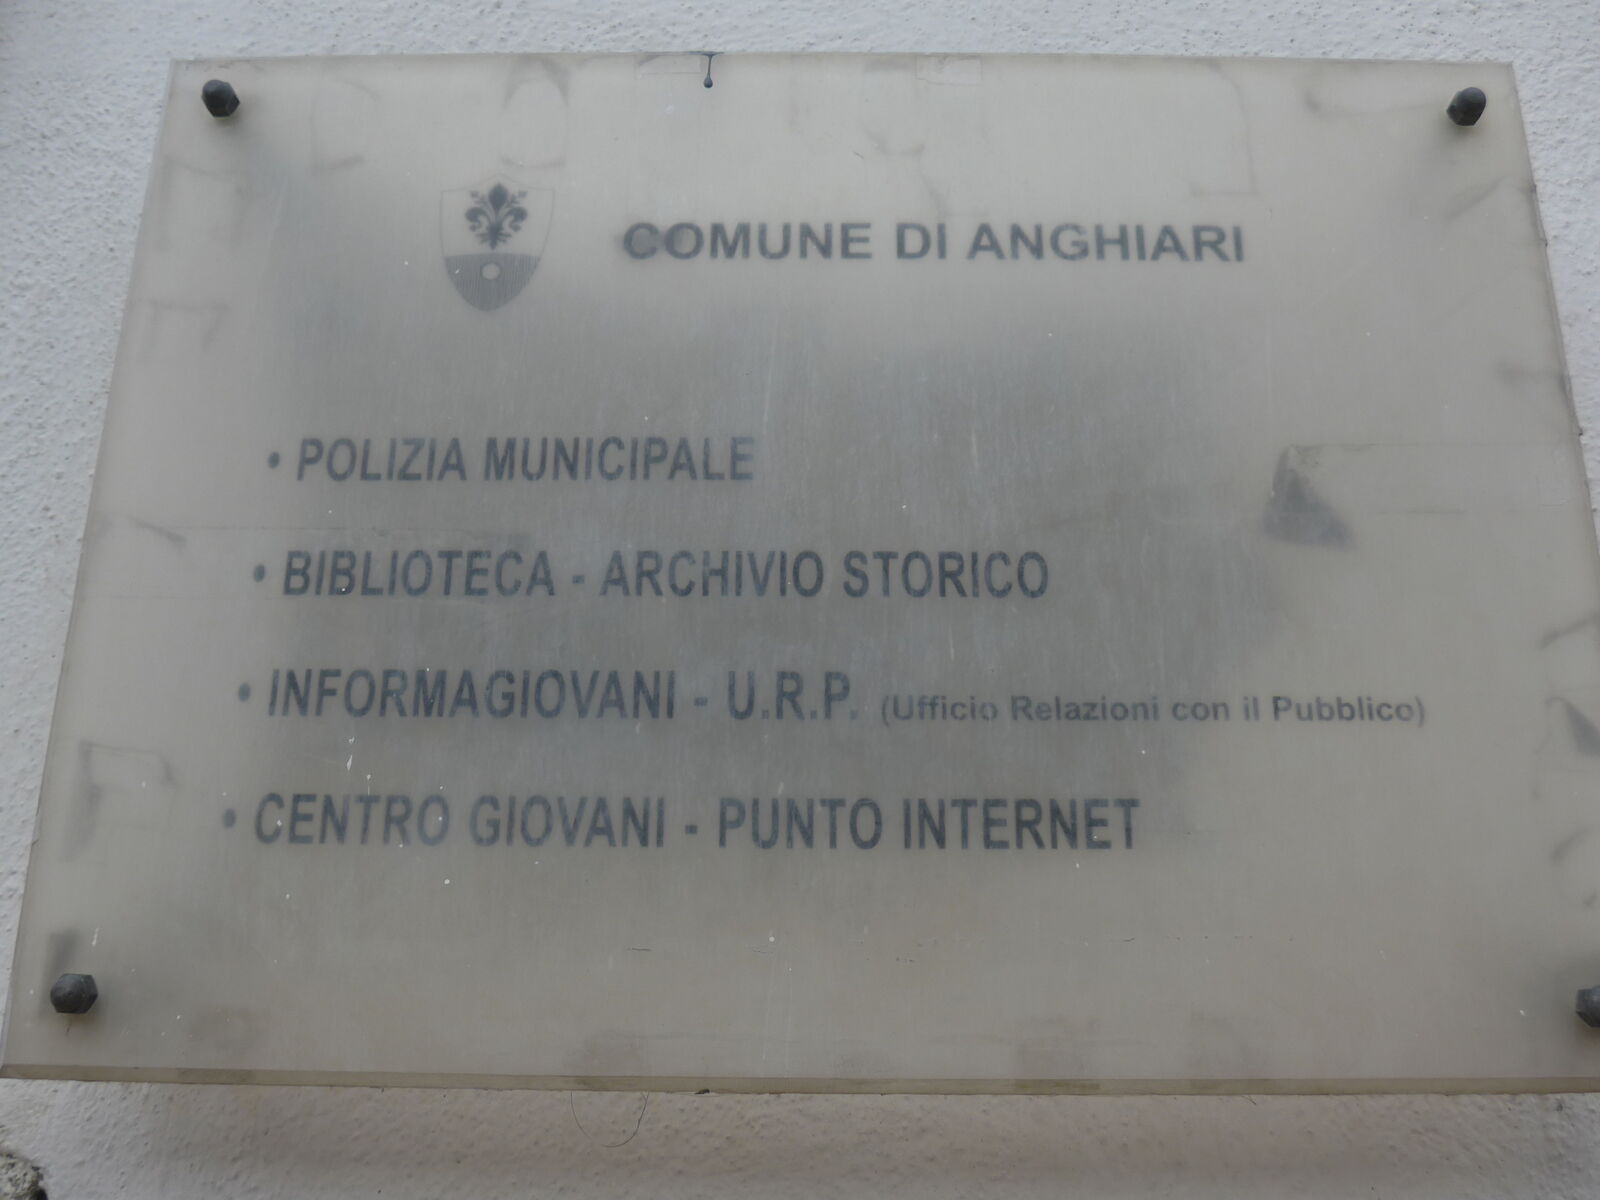 COMUNE DI ANGHIARI
• POLIZIA MUNICIPALE
• BIBLIOTECA - ARCHIVIO STORICO
• INFORMAGIOVANI - U.R.P. (Ufficio Relazioni con il Pubblico)
• CENTRO GIOVANI - PUNTO INTERNET